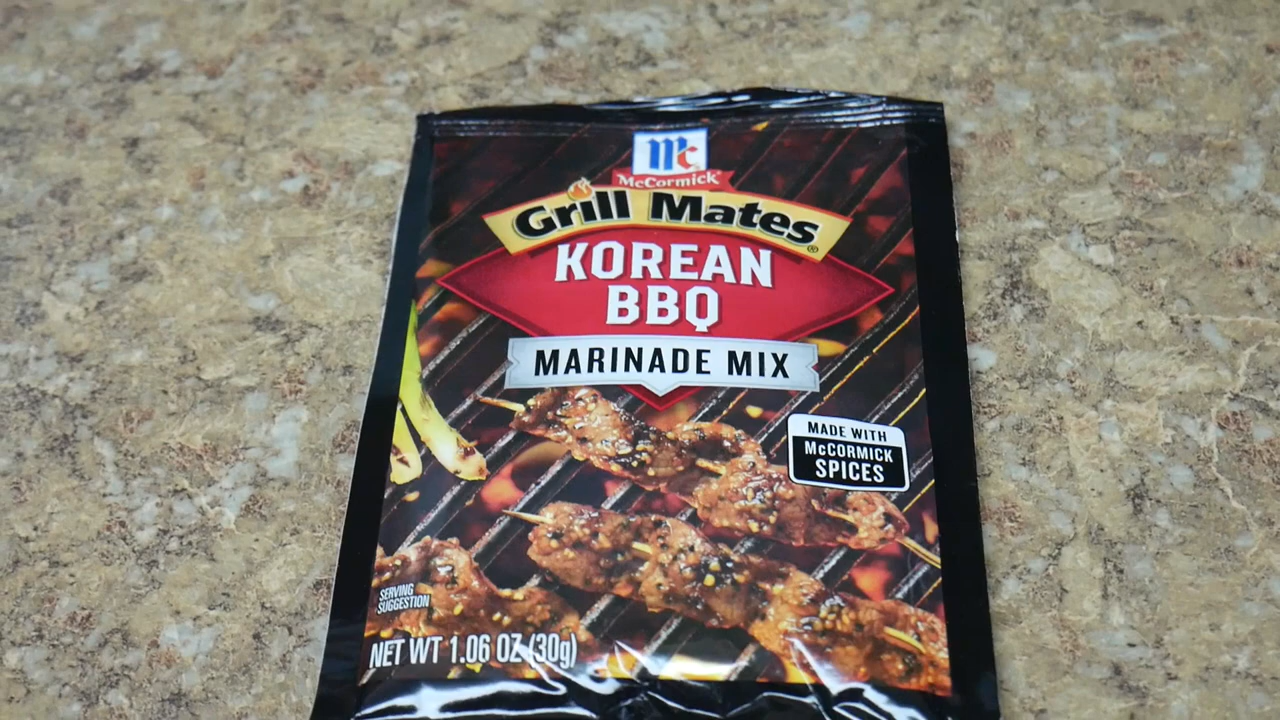 Mc
McCormick®
Grill Mates®
KOREAN
BBQ
MARINADE MIX
MADE WITH
McCORMICK
SPICES
SERVING
SUGGESTION
NET WT 1.06 OZ (30g)